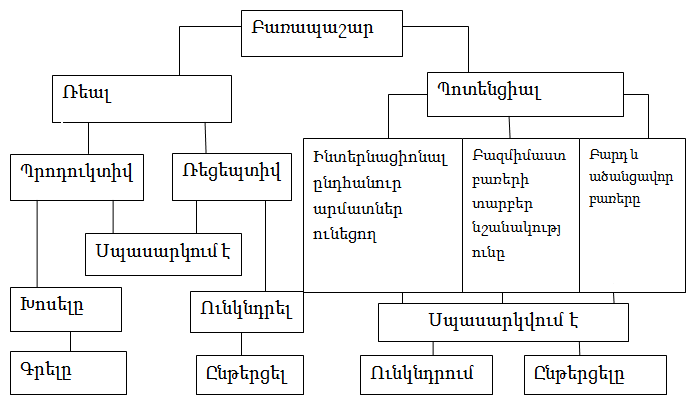 Բառապաշար
Ռեալ
Պոտենցիալ
Պրոդուկտիվ
Ռեցեպտիվ
Ինտերնացիոնալ
ընդհանուր
արմատներ
ունեցող
Բազմիմաստ
բառերի
տարբեր
նշանակությ
ունը
Բարդ և
ածանցավոր
բառերը
Սպասարկում է
Խոսելը
Ունկնդրել
Սպասարկվում է
Գրելը
Ընթերցել
Ունկնդրում
Ընթերցելը